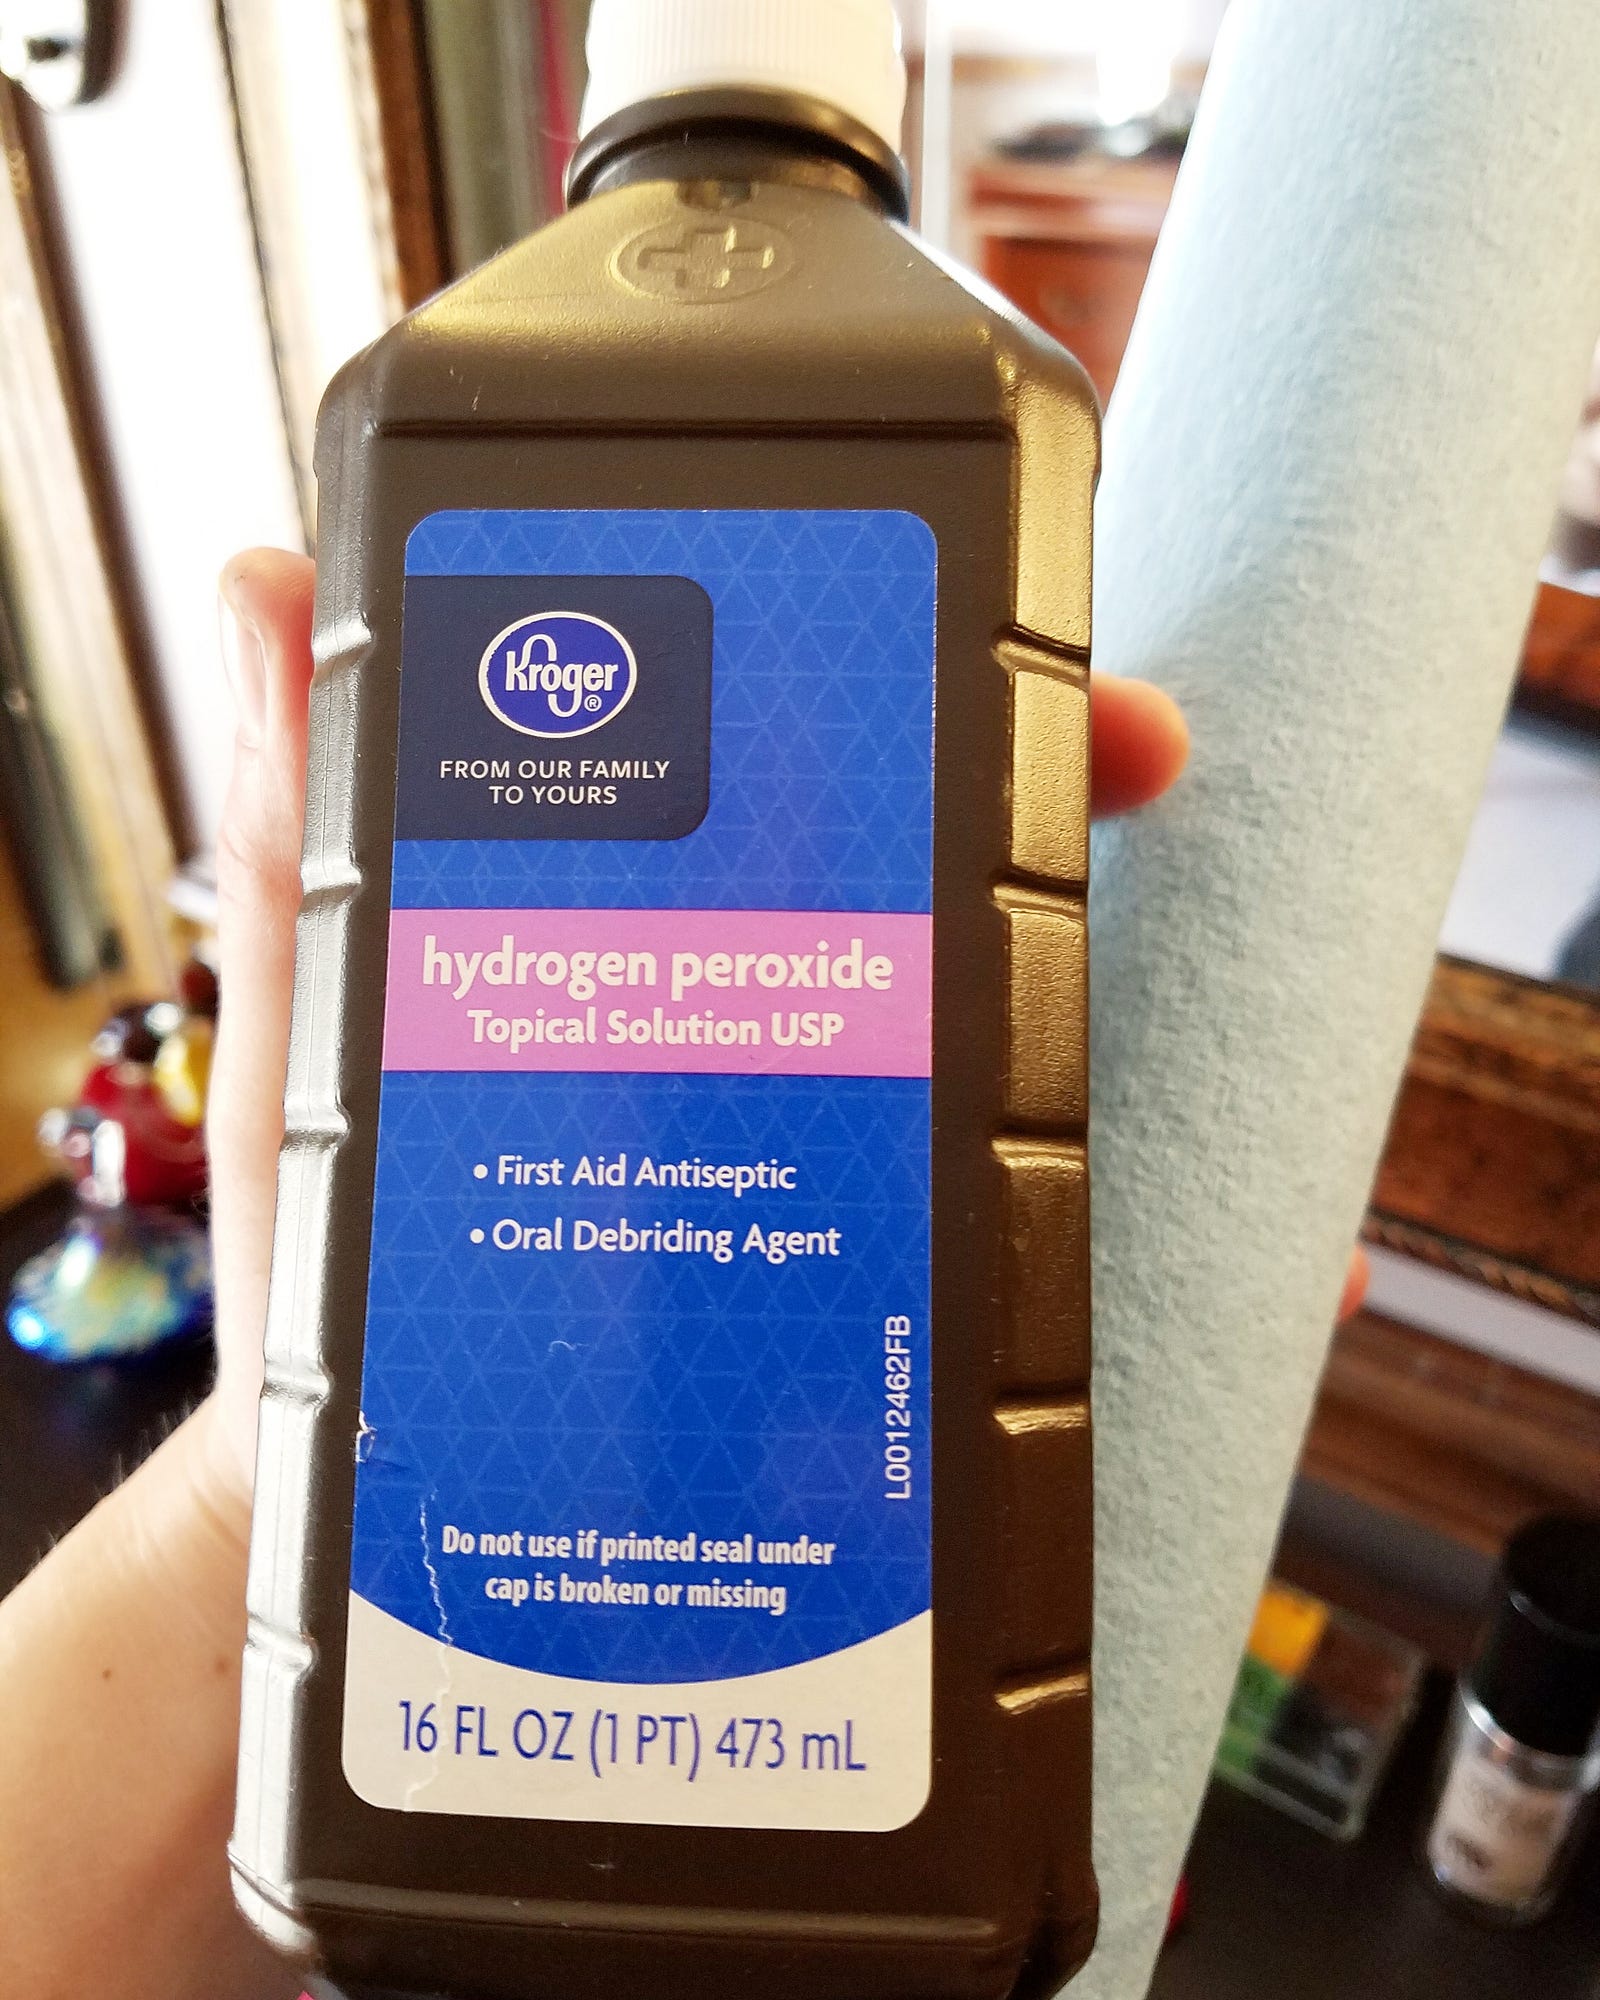 Kröger®
FROM OUR FAMILY
TO YOURS
hydrogen peroxide
Topical Solution USP
• First Aid Antiseptic
• Oral Debriding Agent
L0012462FB
Do not use if printed seal under
cap is broken or missing
16 FL OZ (1 PT) 473 mL